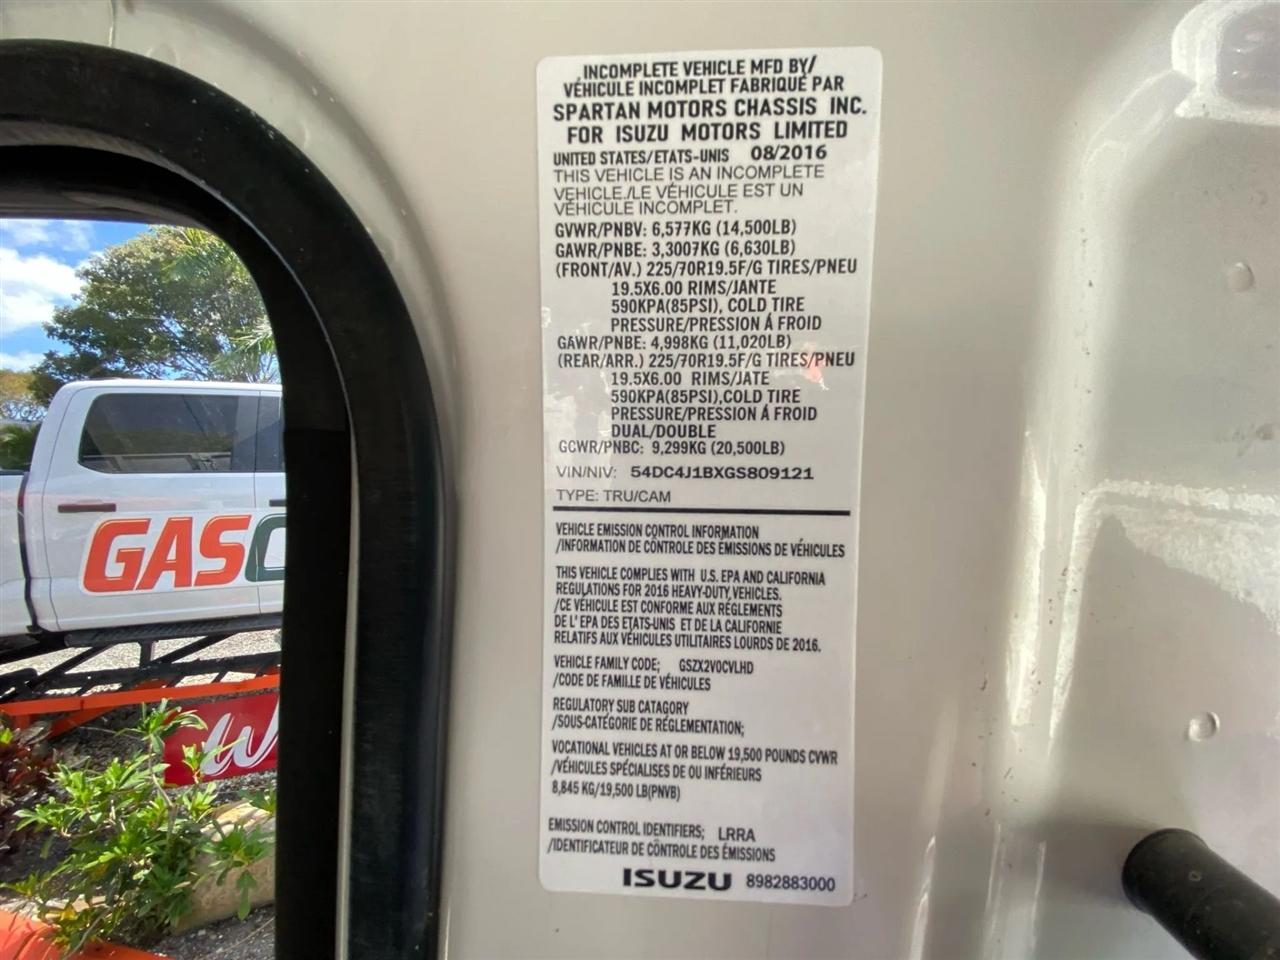 INCOMPLETE VEHICLE MFD BY/
VÉHICULE INCOMPLET FABRIQUÉ PAR
SPARTAN MOTORS CHASSIS INC.
FOR ISUZU MOTORS LIMITED
UNITED STATES/ETATS-UNIS 08/2016
THIS VEHICLE IS AN INCOMPLETE
VEHICLE./LE VÉHICULE EST UN
VÉHICULE INCOMPLET.
GVWR/PNBV: 6,577KG (14,500LB)
GAWR/PNBE: 3,3007KG (6,630LB)
(FRONT/AV.) 225/70R19.5F/G TIRES/PNEU
19.5X6.00 RIMS/JANTE
590KPA(85PSI), COLD TIRE
PRESSURE/PRESSION Á FROID
GAWR/PNBE: 4,998KG (11,020LB)
(REAR/ARR.) 225/70R19.5F/G TIRES/PNEU
19.5X6.00 RIMS/JATE
590KPA(85PSI),COLD TIRE
PRESSURE/PRESSION Á FROID
DUAL/DOUBLE
GCWR/PNBC: 9,299KG (20,500LB)
VIN/NIV: 54DC4J1BXGS809121
TYPE: TRU/CAM
VEHICLE EMISSION CONTROL INFORMATION
/INFORMATION DE CÔNTROLE DES ÉMISSIONS DE VÉHICULES
THIS VEHICLE COMPLIES WITH U.S. EPA AND CALIFORNIA
REGULATIONS FOR 2016 HEAVY-DUTY VEHICLES.
/CE VÉHICULE EST CONFORME AUX RÉGLEMENTS
DE L' EPA DES ETATS-UNIS ET DE LA CALIFORNIE
RELATIFS AUX VÉHICULES UTILITAIRES LOURDS DE 2016.
VEHICLE FAMILY CODE; GSZX2VOCVLHD
/CODE DE FAMILLE DE VÉHICULES
REGULATORY SUB CATAGORY
/SOUS-CATÉGORIE DE RÉGLEMENTATION;
VOCATIONAL VEHICLES AT OR BELOW 19,500 POUNDS CVWR
/VÉHICULES SPÉCIALISES DE OU INFÉRIEURS
8,845 KG/19,500 LB(PNVB)
EMISSION CONTROL IDENTIFIERS; LRRA
/IDENTIFICATEUR DE CÔNTROLE DES ÉMISSIONS
ISUZU 8982883000
GASC
W